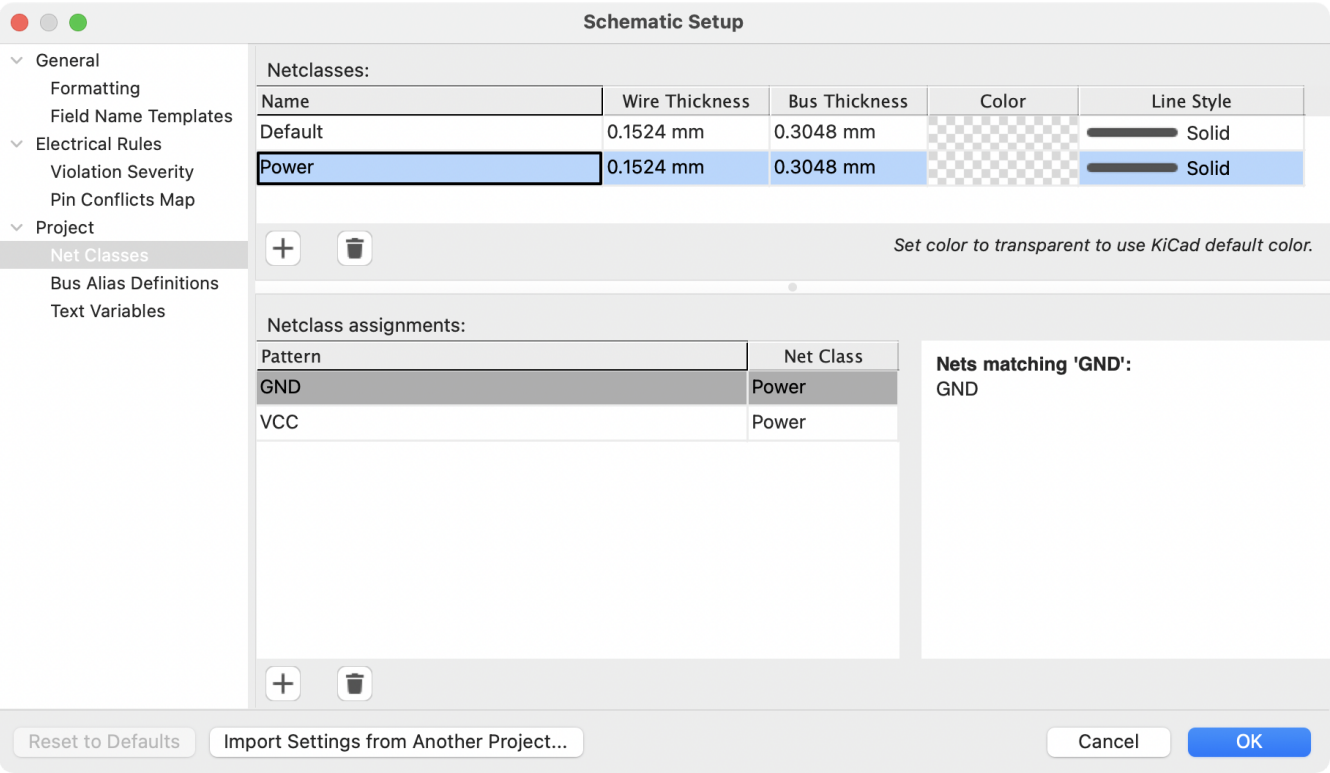 Schematic Setup
General
Formatting
Field Name Templates
Electrical Rules
Violation Severity
Pin Conflicts Map
Project
Net Classes
Bus Alias Definitions
Text Variables
Netclasses:
Name Wire Thickness Bus Thickness Color Line Style
Default 0.1524 mm 0.3048 mm Solid
Power 0.1524 mm 0.3048 mm Solid
Set color to transparent to use KiCad default color.
Netclass assignments:
Pattern Net Class
GND Power
VCC Power
Nets matching 'GND':
GND
Reset to Defaults Import Settings from Another Project... Cancel OK